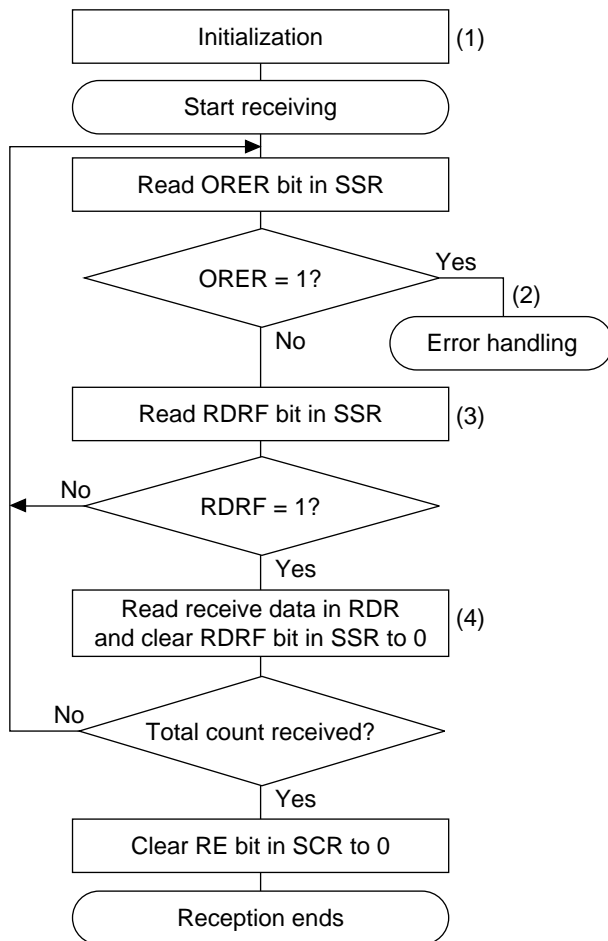 Initialization
(1)
Start receiving
Read ORER bit in SSR
ORER = 1?
Yes
(2)
Error handling
No
Read RDRF bit in SSR
(3)
No
RDRF = 1?
Yes
Read receive data in RDR
and clear RDRF bit in SSR to 0
(4)
No
Total count received?
Yes
Clear RE bit in SCR to 0
Reception ends